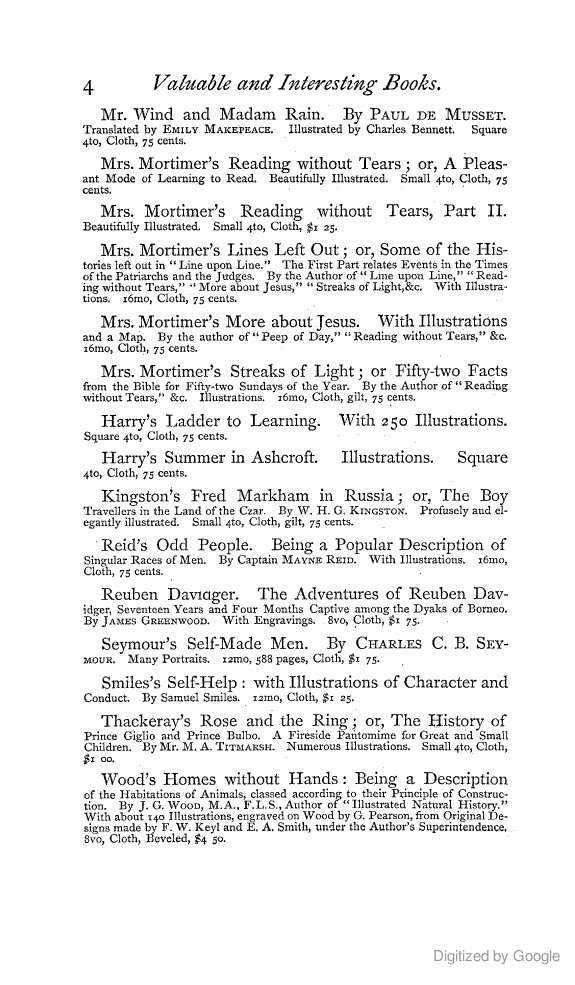 4 Valuable and Interesting Books.
Mr. Wind and Madam Rain. By PAUL DE MUSSET.
Translated by EMILY MAKEPEACE. Illustrated by Charles Bennett. Square
4to, Cloth, 75 cents.
Mrs. Mortimer's Reading without Tears; or, A Pleas-
ant Mode of Learning to Read. Beautifully Illustrated. Small 4to, Cloth, 75
cents.
Mrs. Mortimer's Reading without Tears, Part II.
Beautifully Illustrated. Small 4to, Cloth, $1 25.
Mrs. Mortimer's Lines Left Out; or, Some of the His-
tories left out in "Line upon Line." The First Part relates Events in the Times
of the Patriarchs and the Judges. By the Author of "Line upon Line," "Read-
ing without Tears," "More about Jesus," "Streaks of Light,&c. With Illustra-
tions. 16mo, Cloth, 75 cents.
Mrs. Mortimer's More about Jesus. With Illustrations
and a Map. By the author of "Peep of Day," "Reading without Tears," &c.
16mo, Cloth, 75 cents.
Mrs. Mortimer's Streaks of Light; or Fifty-two Facts
from the Bible for Fifty-two Sundays of the Year. By the Author of "Reading
without Tears," &c. Illustrations. 16mo, Cloth, gilt, 75 cents.
Harry's Ladder to Learning. With 250 Illustrations.
Square 4to, Cloth, 75 cents.
Harry's Summer in Ashcroft. Illustrations. Square
4to, Cloth, 75 cents.
Kingston's Fred Markham in Russia; or, The Boy
Travellers in the Land of the Czar. By W. H. G. KINGSTON. Profusely and el-
egantly illustrated. Small 4to, Cloth, gilt, 75 cents.
Reid's Odd People. Being a Popular Description of
Singular Races of Men. By Captain MAYNE REID. With Illustrations. 16mo,
Cloth, 75 cents.
Reuben Davidger. The Adventures of Reuben Dav-
idger, Seventeen Years and Four Months Captive among the Dyaks of Borneo.
By JAMES GREENWOOD. With Engravings. 8vo, Cloth, $1 75.
Seymour's Self-Made Men. By CHARLES C. B. SEY-
MOUR. Many Portraits. 12mo, 588 pages, Cloth, $1 75.
Smiles's Self-Help: with Illustrations of Character and
Conduct. By Samuel Smiles. 12mo, Cloth, $1 25.
Thackeray's Rose and the Ring; or, The History of
Prince Giglio and Prince Bulbo. A Fireside Pantomime for Great and Small
Children. By Mr. M. A. TITMARSH. Numerous Illustrations. Small 4to, Cloth,
$1 00.
Wood's Homes without Hands: Being a Description
of the Habitations of Animals, classed according to their Principle of Construc-
tion. By J. G. WOOD, M.A., F.L.S., Author of "Illustrated Natural History."
With about 140 Illustrations, engraved on Wood by G. Pearson, from Original De-
signs made by F. W. Keyl and E. A. Smith, under the Author's Superintendence.
8vo, Cloth, Beveled, $4 50.
Digitized by Google